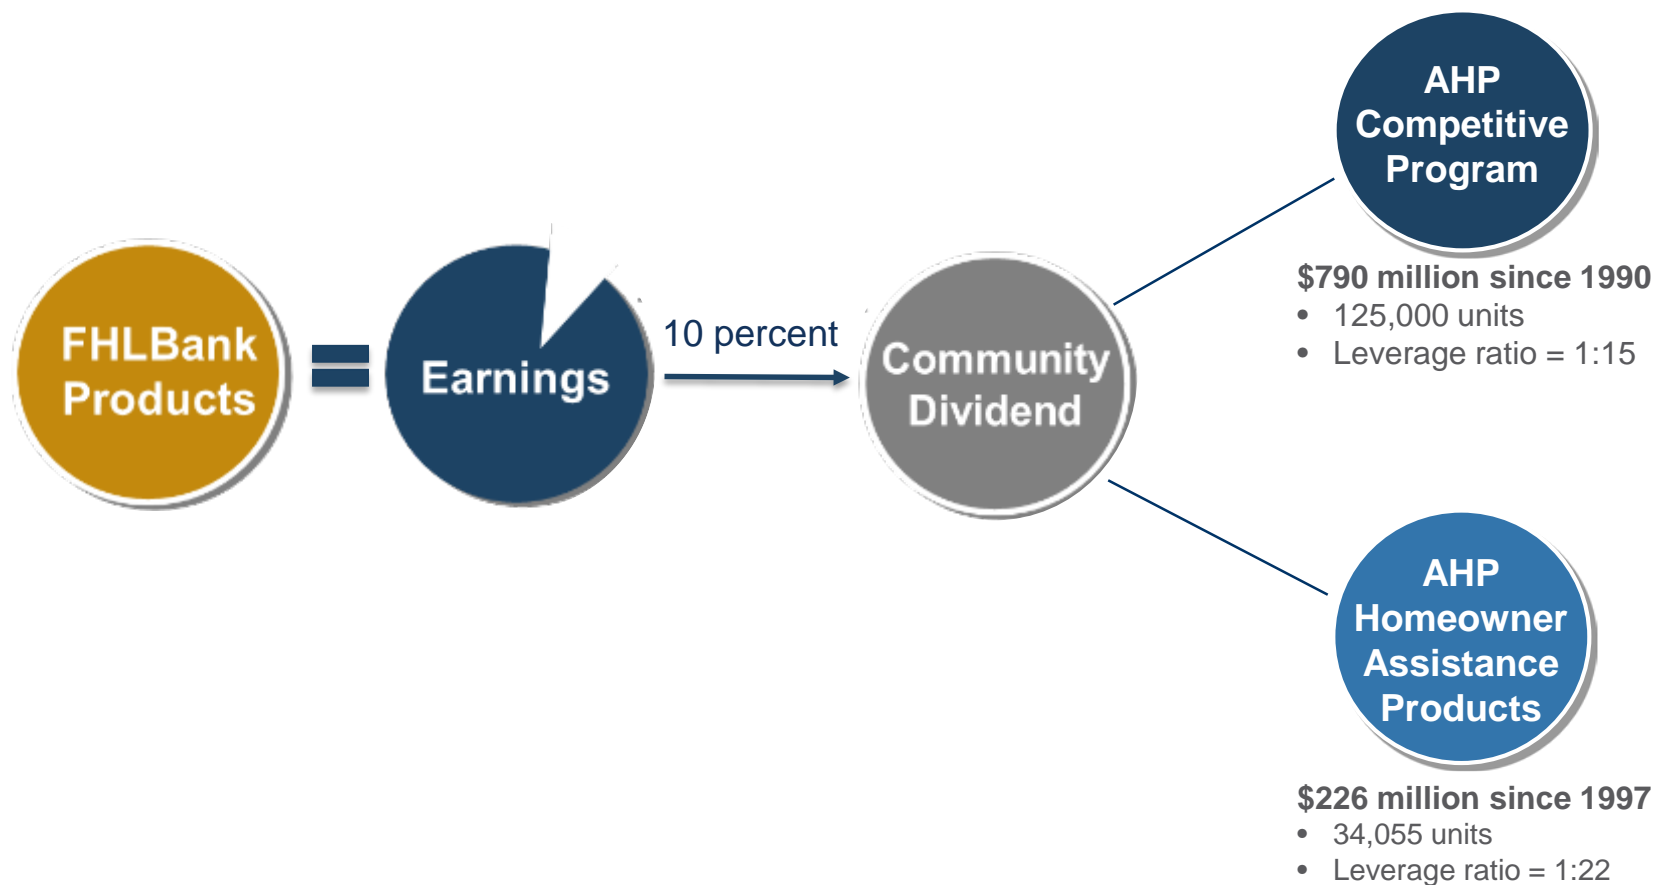 FHLBank
Products
=
Earnings
10 percent
Community
Dividend
AHP
Competitive
Program
$790 million since 1990
• 125,000 units
• Leverage ratio = 1:15
AHP
Homeowner
Assistance
Products
$226 million since 1997
• 34,055 units
• Leverage ratio = 1:22